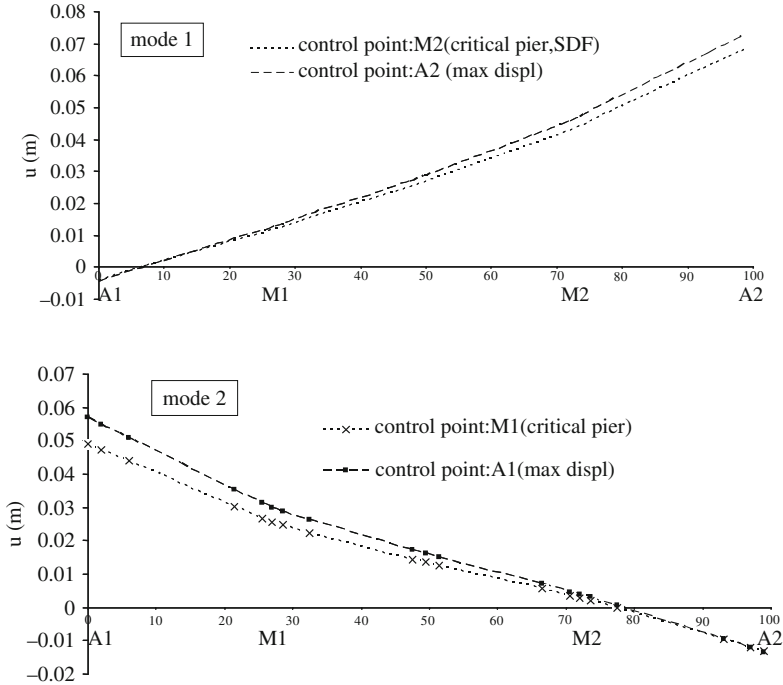 0.08
mode 1
0.07
control point:M2(critical pier,SDF)
0.06
control point:A2 (max displ)
0.05
0.04
u (m)
0.03
0.02
0.01
0
0 10 20 30 40 50 60 70 80 90 100
–0.01
A1 M1 M2 A2
0.07
mode 2
0.06
control point:M1(critical pier)
0.05
0.04
control point:A1(max displ)
0.03
u (m)
0.02
0.01
0
0 10 20 30 40 50 60 70 80 90 100
A1 M1 M2 A2
–0.01
–0.02